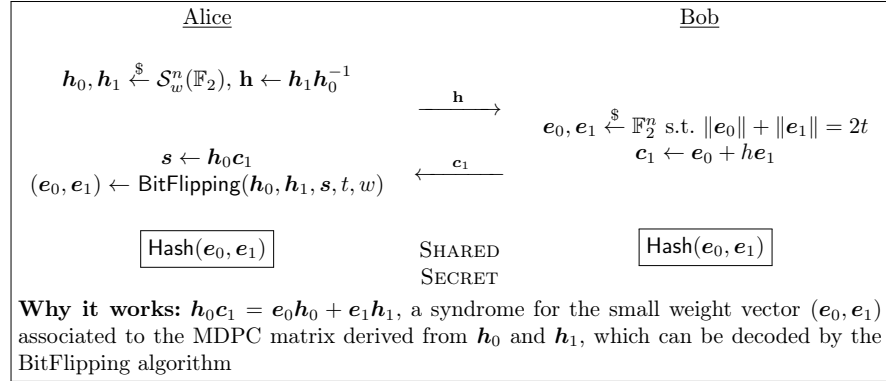 Alice Bob
h₀, h₁ ←$ 𝒮ⁿ_w(𝔽₂), h ← h₁h₀⁻¹
h
e₀, e₁ ←$ 𝔽₂ⁿ s.t. ‖e₀‖ + ‖e₁‖ = 2t
s ← h₀c₁ c₁ c₁ ← e₀ + he₁
(e₀, e₁) ← BitFlipping(h₀, h₁, s, t, w)
Hash(e₀, e₁) SHARED Hash(e₀, e₁)
SECRET
Why it works: h₀c₁ = e₀h₀ + e₁h₁, a syndrome for the small weight vector (e₀, e₁)
associated to the MDPC matrix derived from h₀ and h₁, which can be decoded by the
BitFlipping algorithm